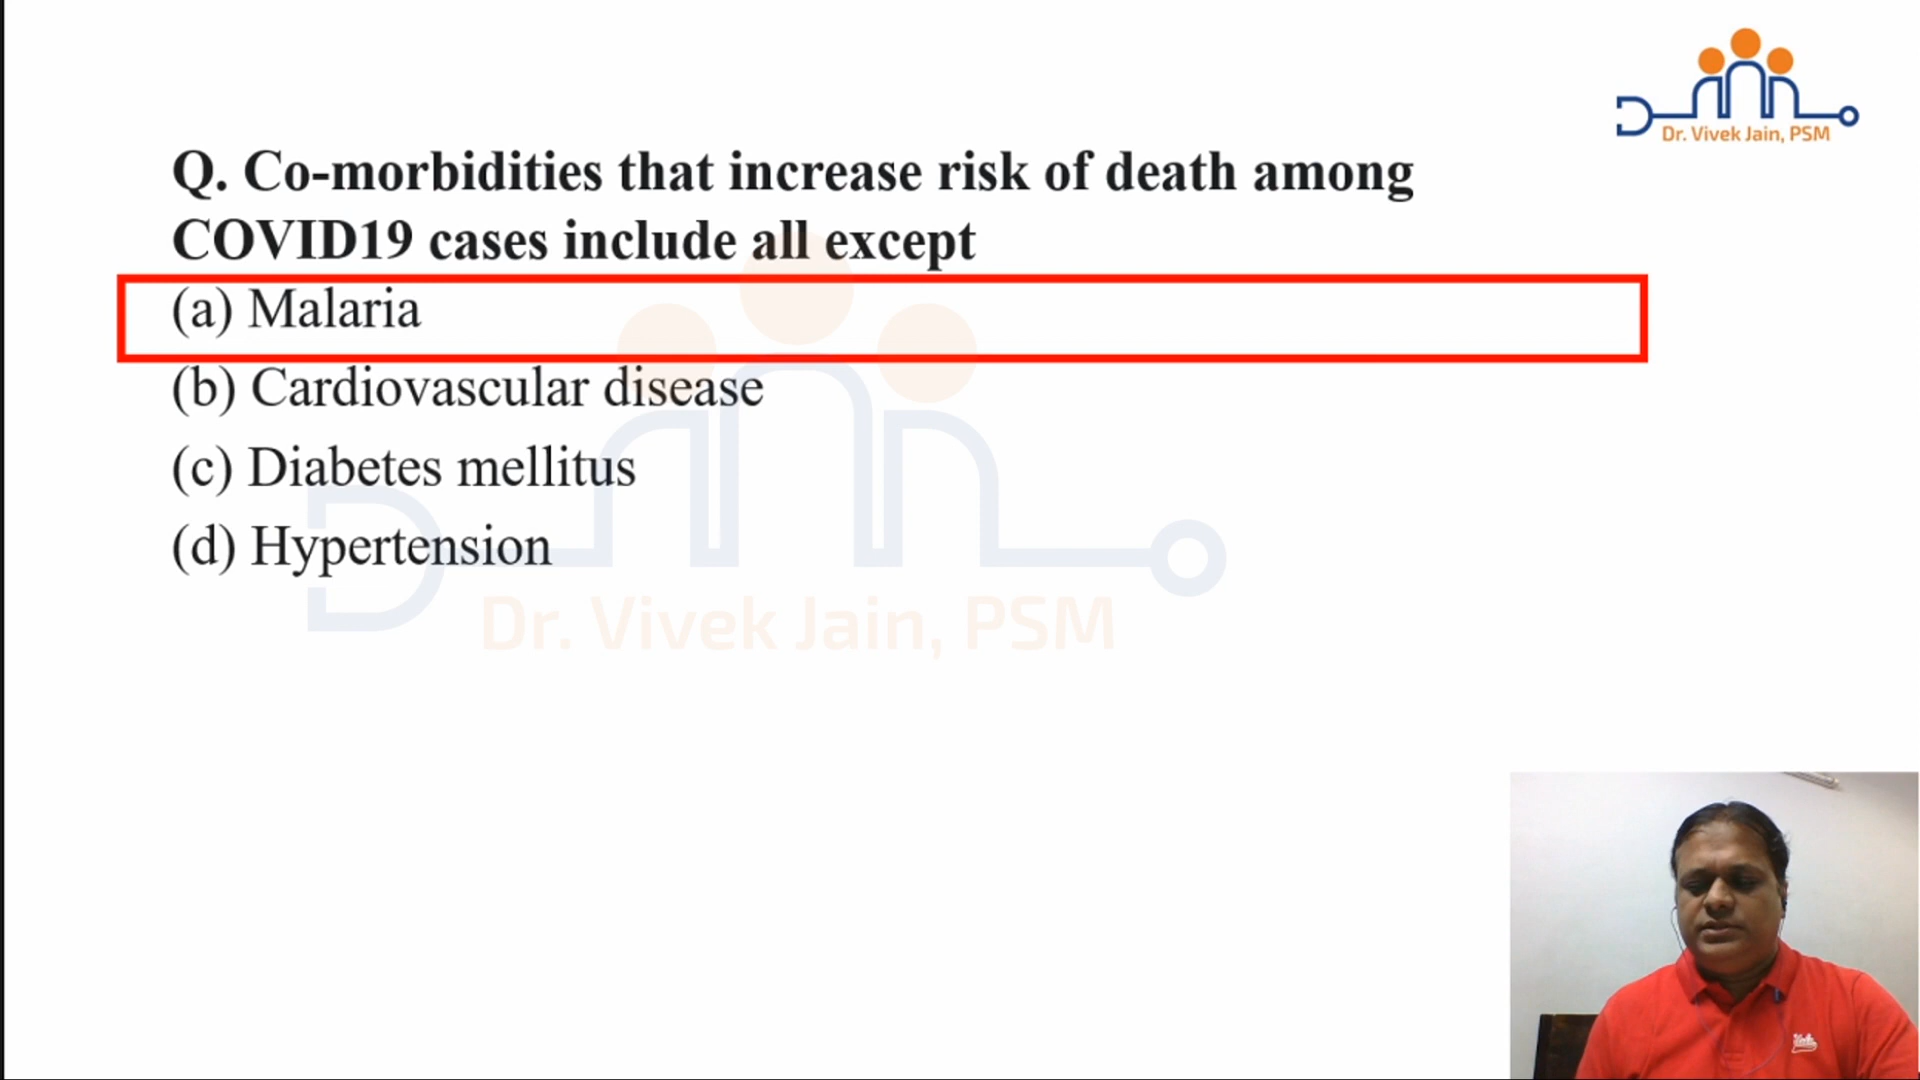 Dr. Vivek Jain, PSM
Q. Co-morbidities that increase risk of death among
COVID19 cases include all except
(a) Malaria
(b) Cardiovascular disease
(c) Diabetes mellitus
(d) Hypertension
Dr. Vivek Jain, PSM